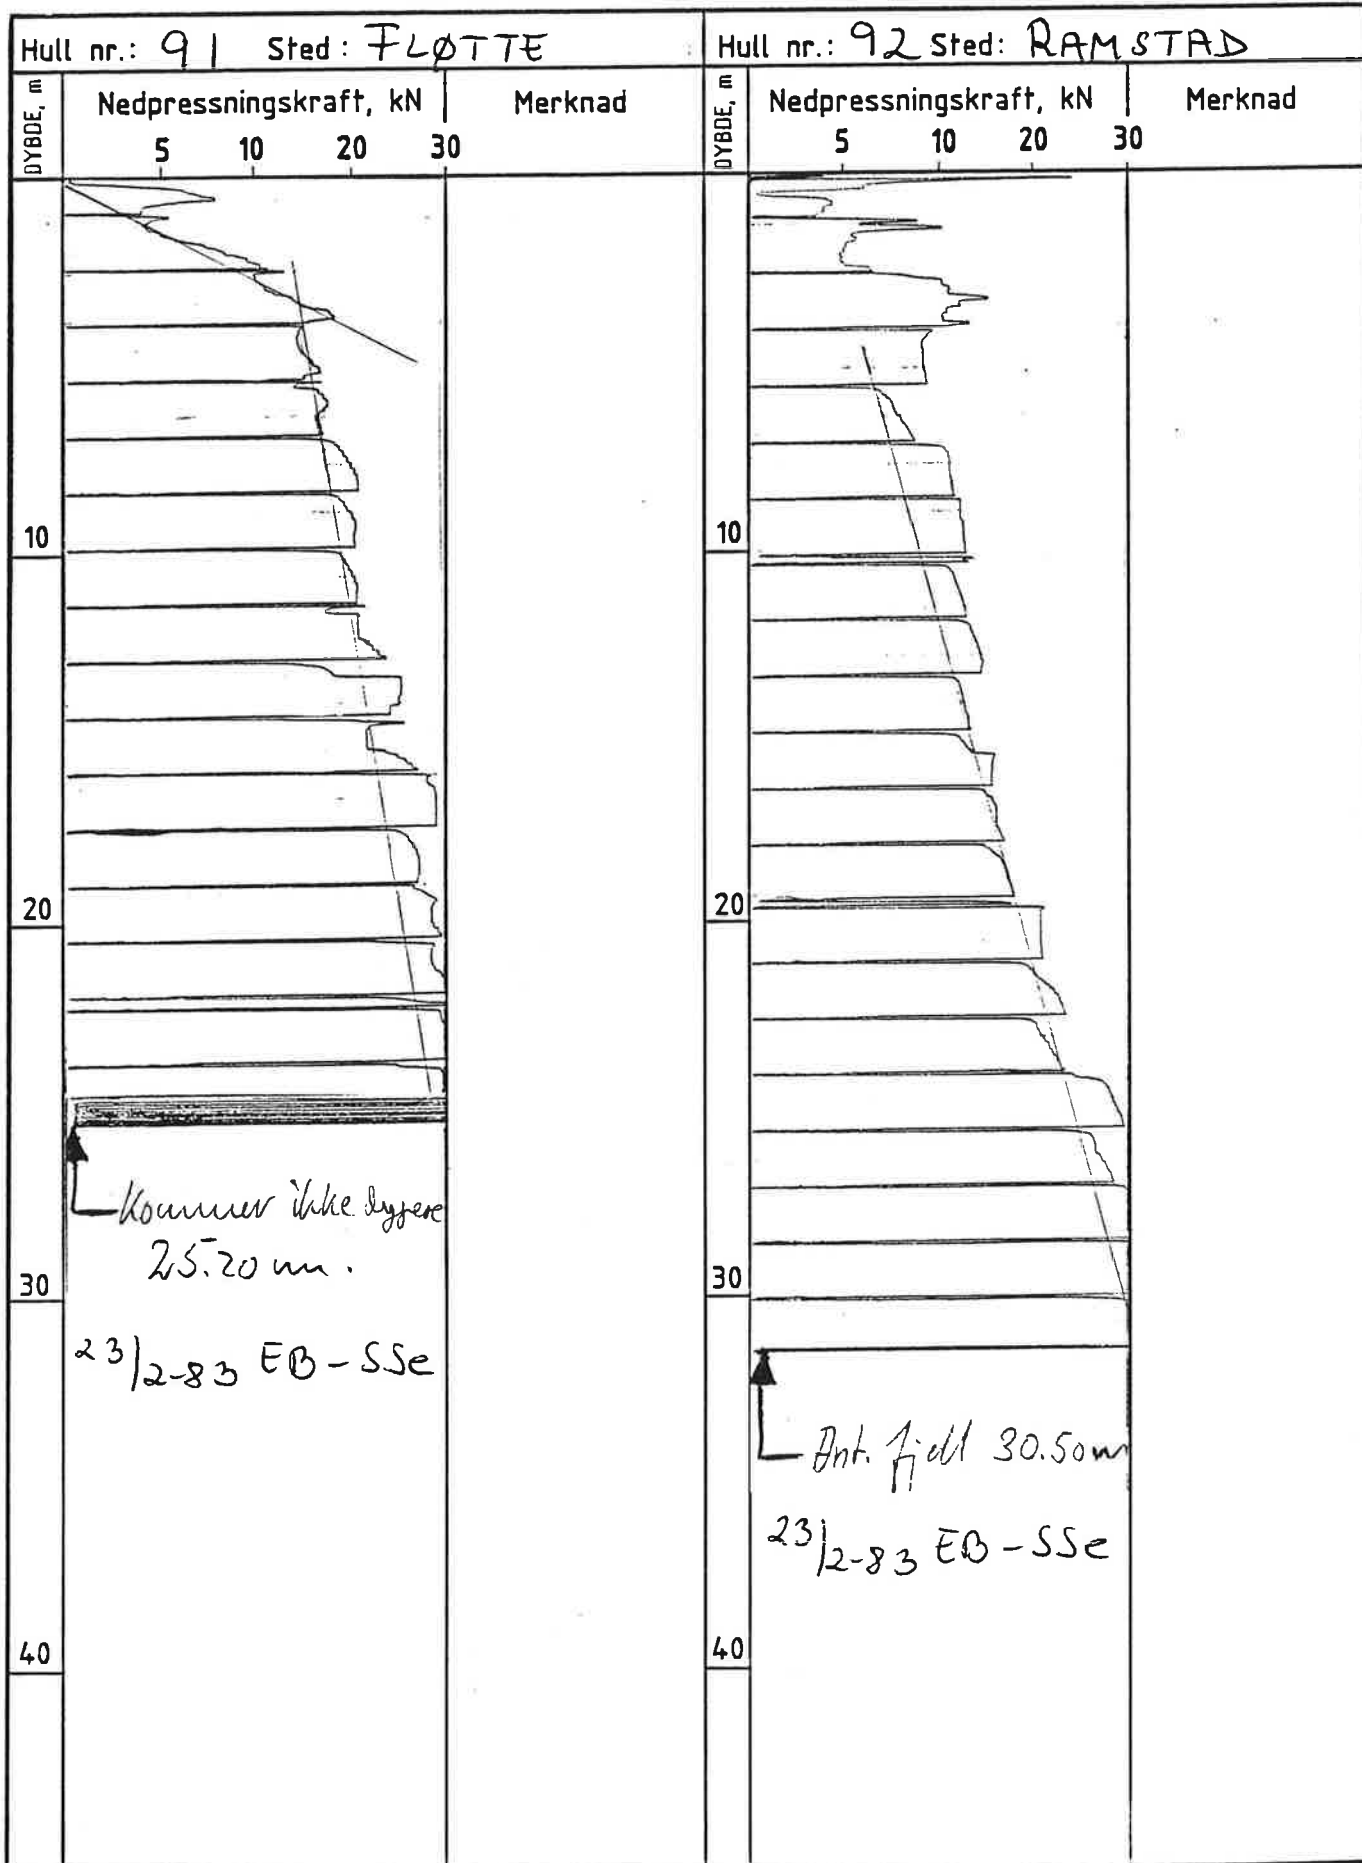 Hull nr.: 91 Sted: FLØTTE
DYBDE, m
Nedpressningskraft, kN
Merknad
5 10 20 30
10
20
30
40
Kommer ikke dypere
25.20 m.
23/2-83 EB-SSe
Hull nr.: 92 Sted: RAMSTAD
DYBDE, m
Nedpressningskraft, kN
Merknad
5 10 20 30
10
20
30
40
Ant. fjell 30.50m
23/2-83 EB-SSe